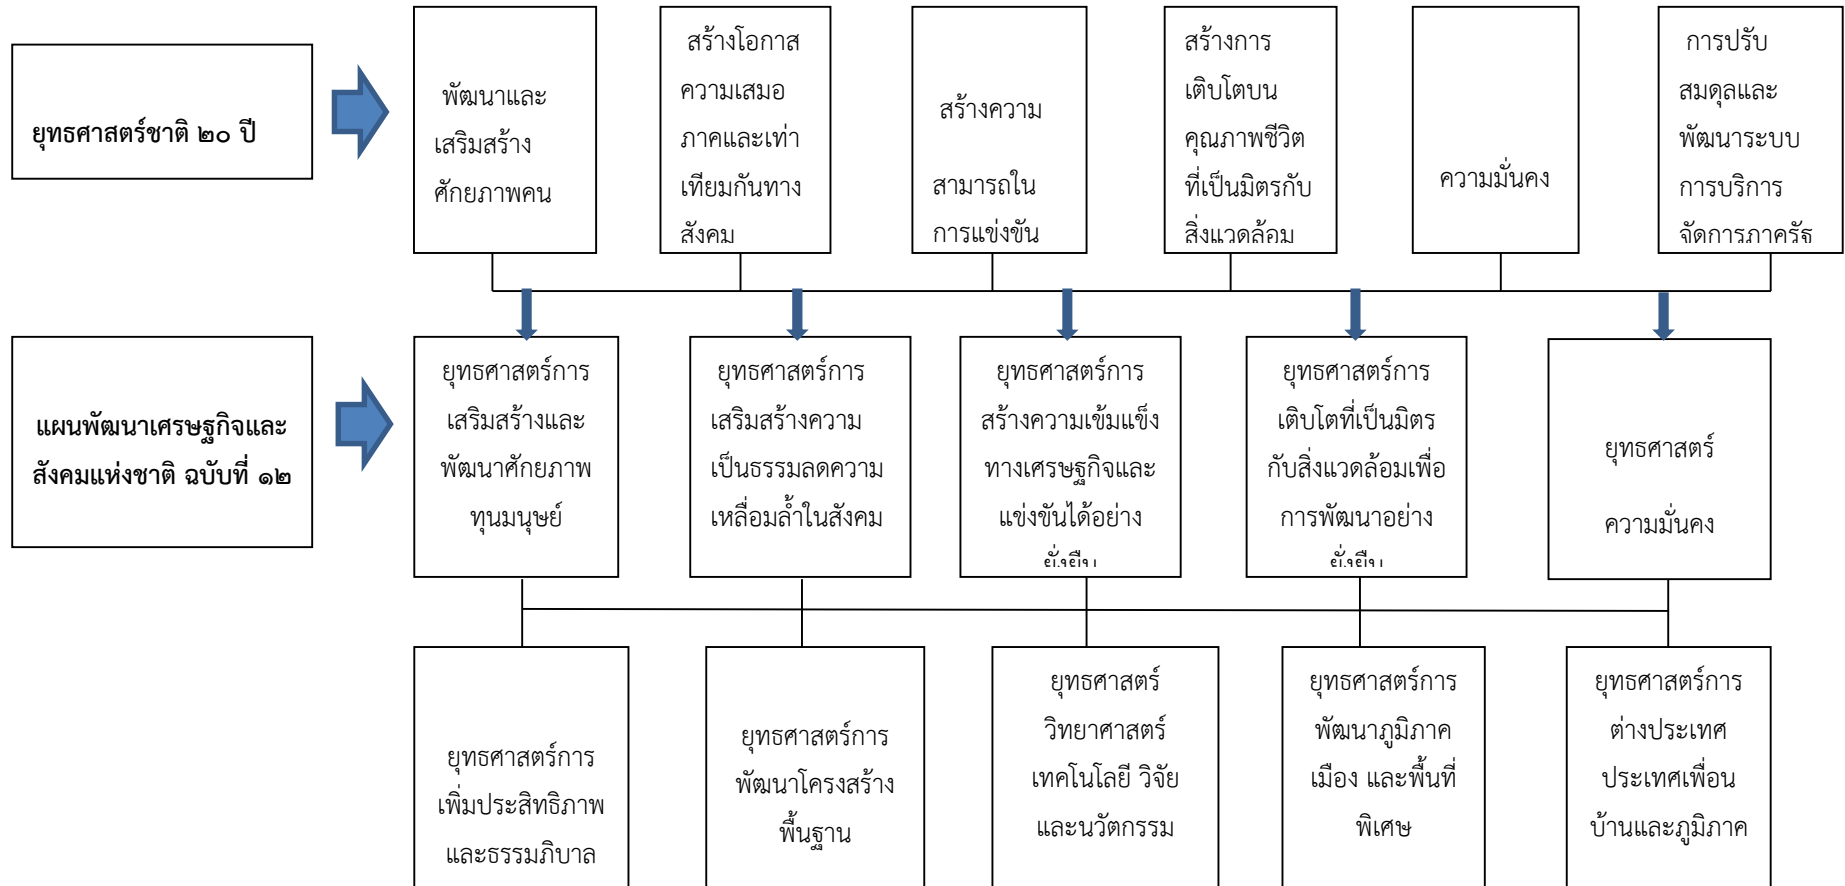 ยุทธศาสตร์ชาติ ๒๐ ปี
พัฒนาและ
เสริมสร้าง
ศักยภาพคน
สร้างโอกาส
ความเสมอ
ภาคและเท่า
เทียมกันทาง
สังคม
สร้างความ
สามารถใน
การแข่งขัน
สร้างการ
เติบโตบน
คุณภาพชีวิต
ที่เป็นมิตรกับ
สิ่งแวดล้อม
ความมั่นคง
การปรับ
สมดุลและ
พัฒนาระบบ
การบริการ
จัดการภาครัฐ
แผนพัฒนาเศรษฐกิจและ
สังคมแห่งชาติ ฉบับที่ ๑๒
ยุทธศาสตร์การ
เสริมสร้างและ
พัฒนาศักยภาพ
ทุนมนุษย์
ยุทธศาสตร์การ
เสริมสร้างความ
เป็นธรรมลดความ
เหลื่อมล้ำในสังคม
ยุทธศาสตร์การ
สร้างความเข้มแข็ง
ทางเศรษฐกิจและ
แข่งขันได้อย่าง
ยั่งยืน
ยุทธศาสตร์การ
เติบโตที่เป็นมิตร
กับสิ่งแวดล้อมเพื่อ
การพัฒนาอย่าง
ยั่งยืน
ยุทธศาสตร์
ความมั่นคง
ยุทธศาสตร์การ
เพิ่มประสิทธิภาพ
และธรรมภิบาล
ยุทธศาสตร์การ
พัฒนาโครงสร้าง
พื้นฐาน
ยุทธศาสตร์
วิทยาศาสตร์
เทคโนโลยี วิจัย
และนวัตกรรม
ยุทธศาสตร์การ
พัฒนาภูมิภาค
เมือง และพื้นที่
พิเศษ
ยุทธศาสตร์การ
ต่างประเทศ
ประเทศเพื่อน
บ้านและภูมิภาค